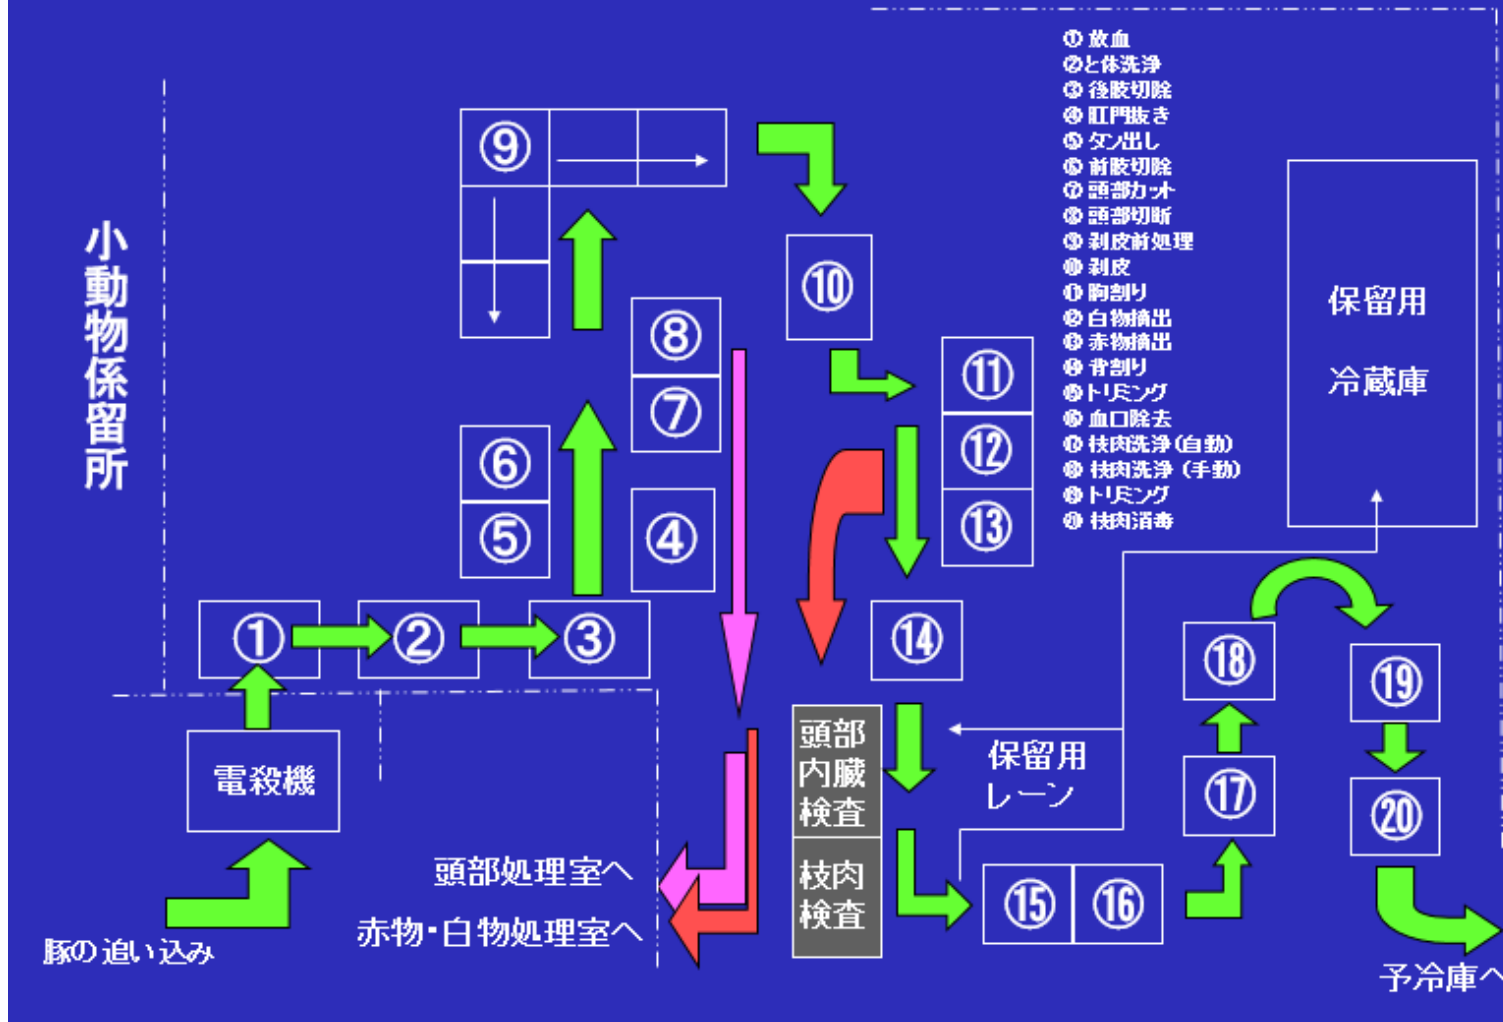 ①放血
②と体洗浄
③後肢切除
④肛門抜き
⑤タン出し
⑥前肢切除
⑦頭部カット
⑧頭部切断
⑨剥皮前処理
⑩剥皮
⑪胸割り
⑫白物摘出
⑬赤物摘出
⑭背割り
⑮トリミング
⑯血口除去
⑰枝肉洗浄(自動)
⑱枝肉洗浄(手動)
⑲トリミング
⑳枝肉消毒
小動物係留所
⑨
⑩
⑧
⑦
⑥
⑤
④
⑪
⑫
⑬
保留用
冷蔵庫
①
②
③
⑭
⑱
⑲
電殺機
頭部
内臓
検査
保留用
レーン
⑰
⑳
頭部処理室へ
枝肉
検査
⑮
⑯
赤物・白物処理室へ
豚の追い込み
予冷庫へ